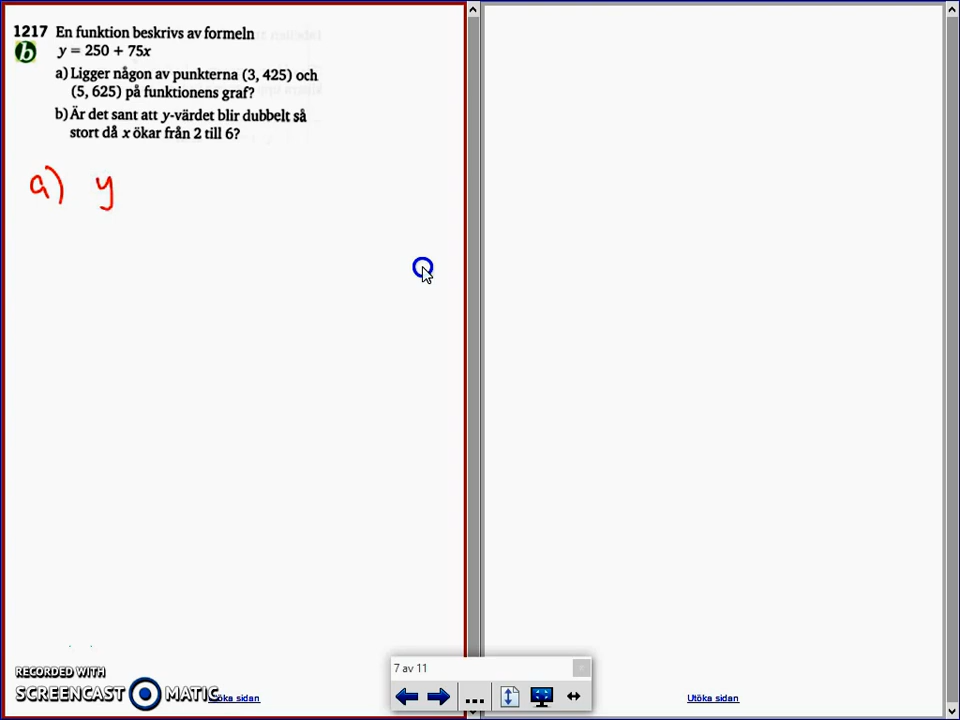 1217 En funktion beskrivs av formeln
b y = 250 + 75x
a) Ligger någon av punkterna (3, 425) och
(5, 625) på funktionens graf?
b) Är det sant att y-värdet blir dubbelt så
stort då x ökar från 2 till 6?
a) y
7 av 11
...
RECORDED WITH
SCREENCAST MATIC
Utöka sidan
Utöka sidan